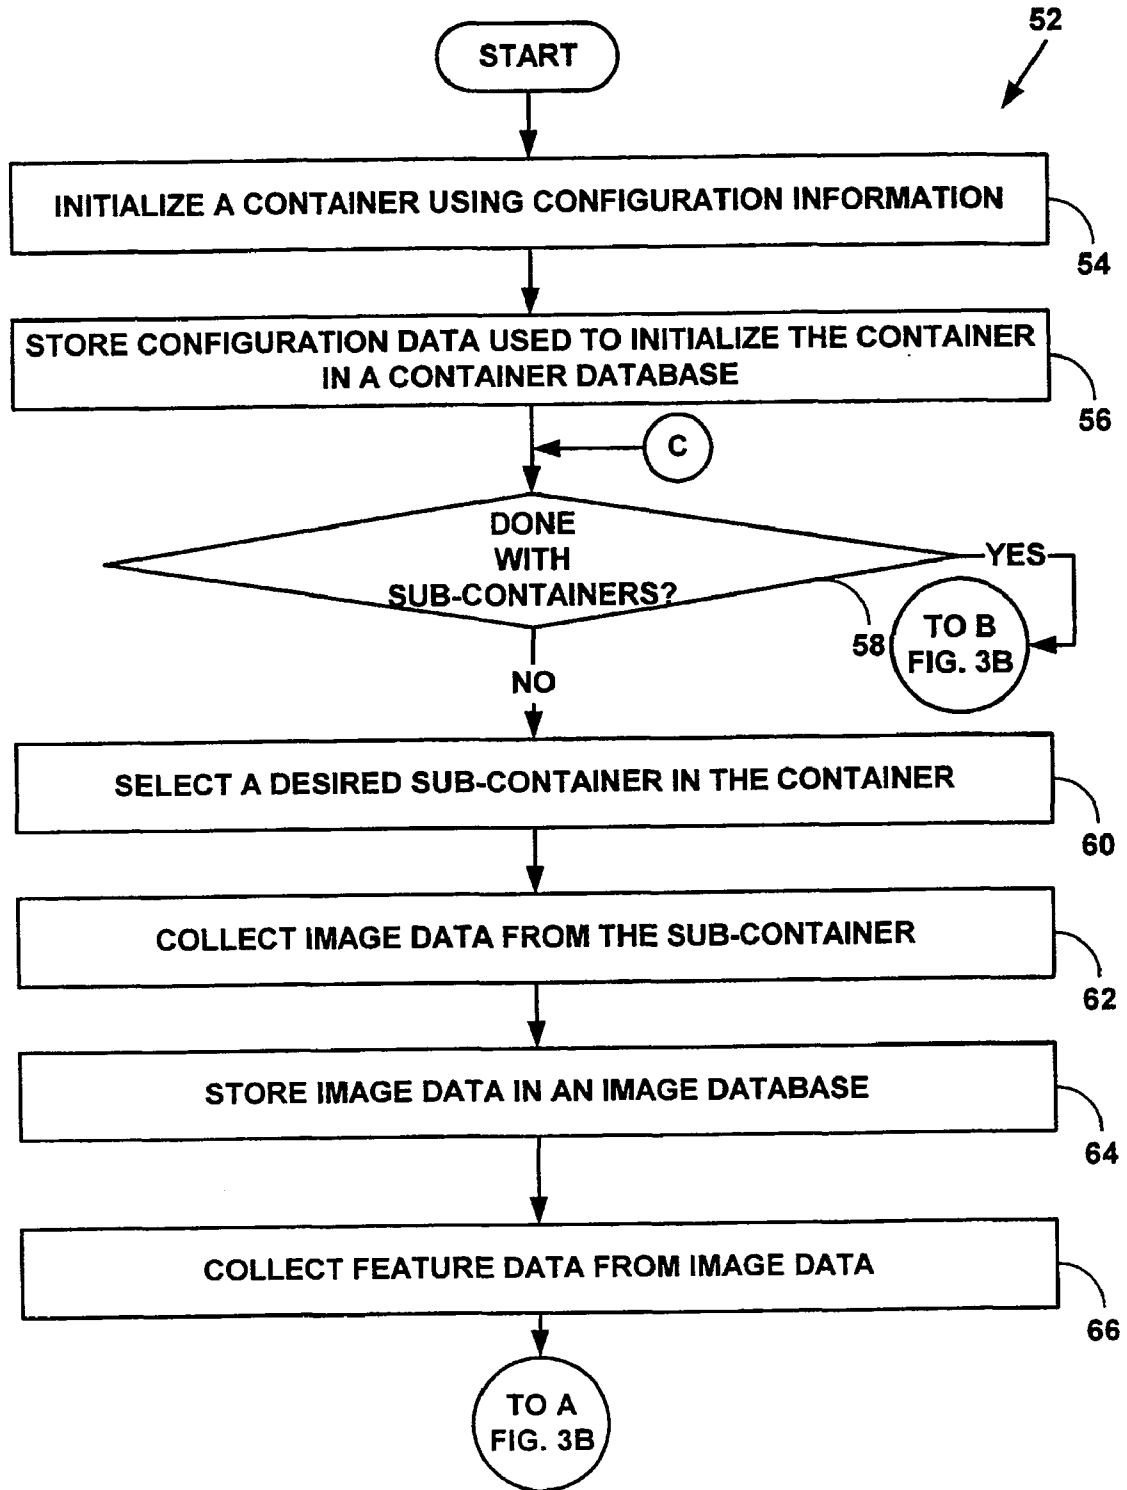 52
START
INITIALIZE A CONTAINER USING CONFIGURATION INFORMATION
54
STORE CONFIGURATION DATA USED TO INITIALIZE THE CONTAINER
IN A CONTAINER DATABASE
56
C
DONE
WITH
SUB-CONTAINERS?
YES
58
TO B
FIG. 3B
NO
SELECT A DESIRED SUB-CONTAINER IN THE CONTAINER
60
COLLECT IMAGE DATA FROM THE SUB-CONTAINER
62
STORE IMAGE DATA IN AN IMAGE DATABASE
64
COLLECT FEATURE DATA FROM IMAGE DATA
66
TO A
FIG. 3B